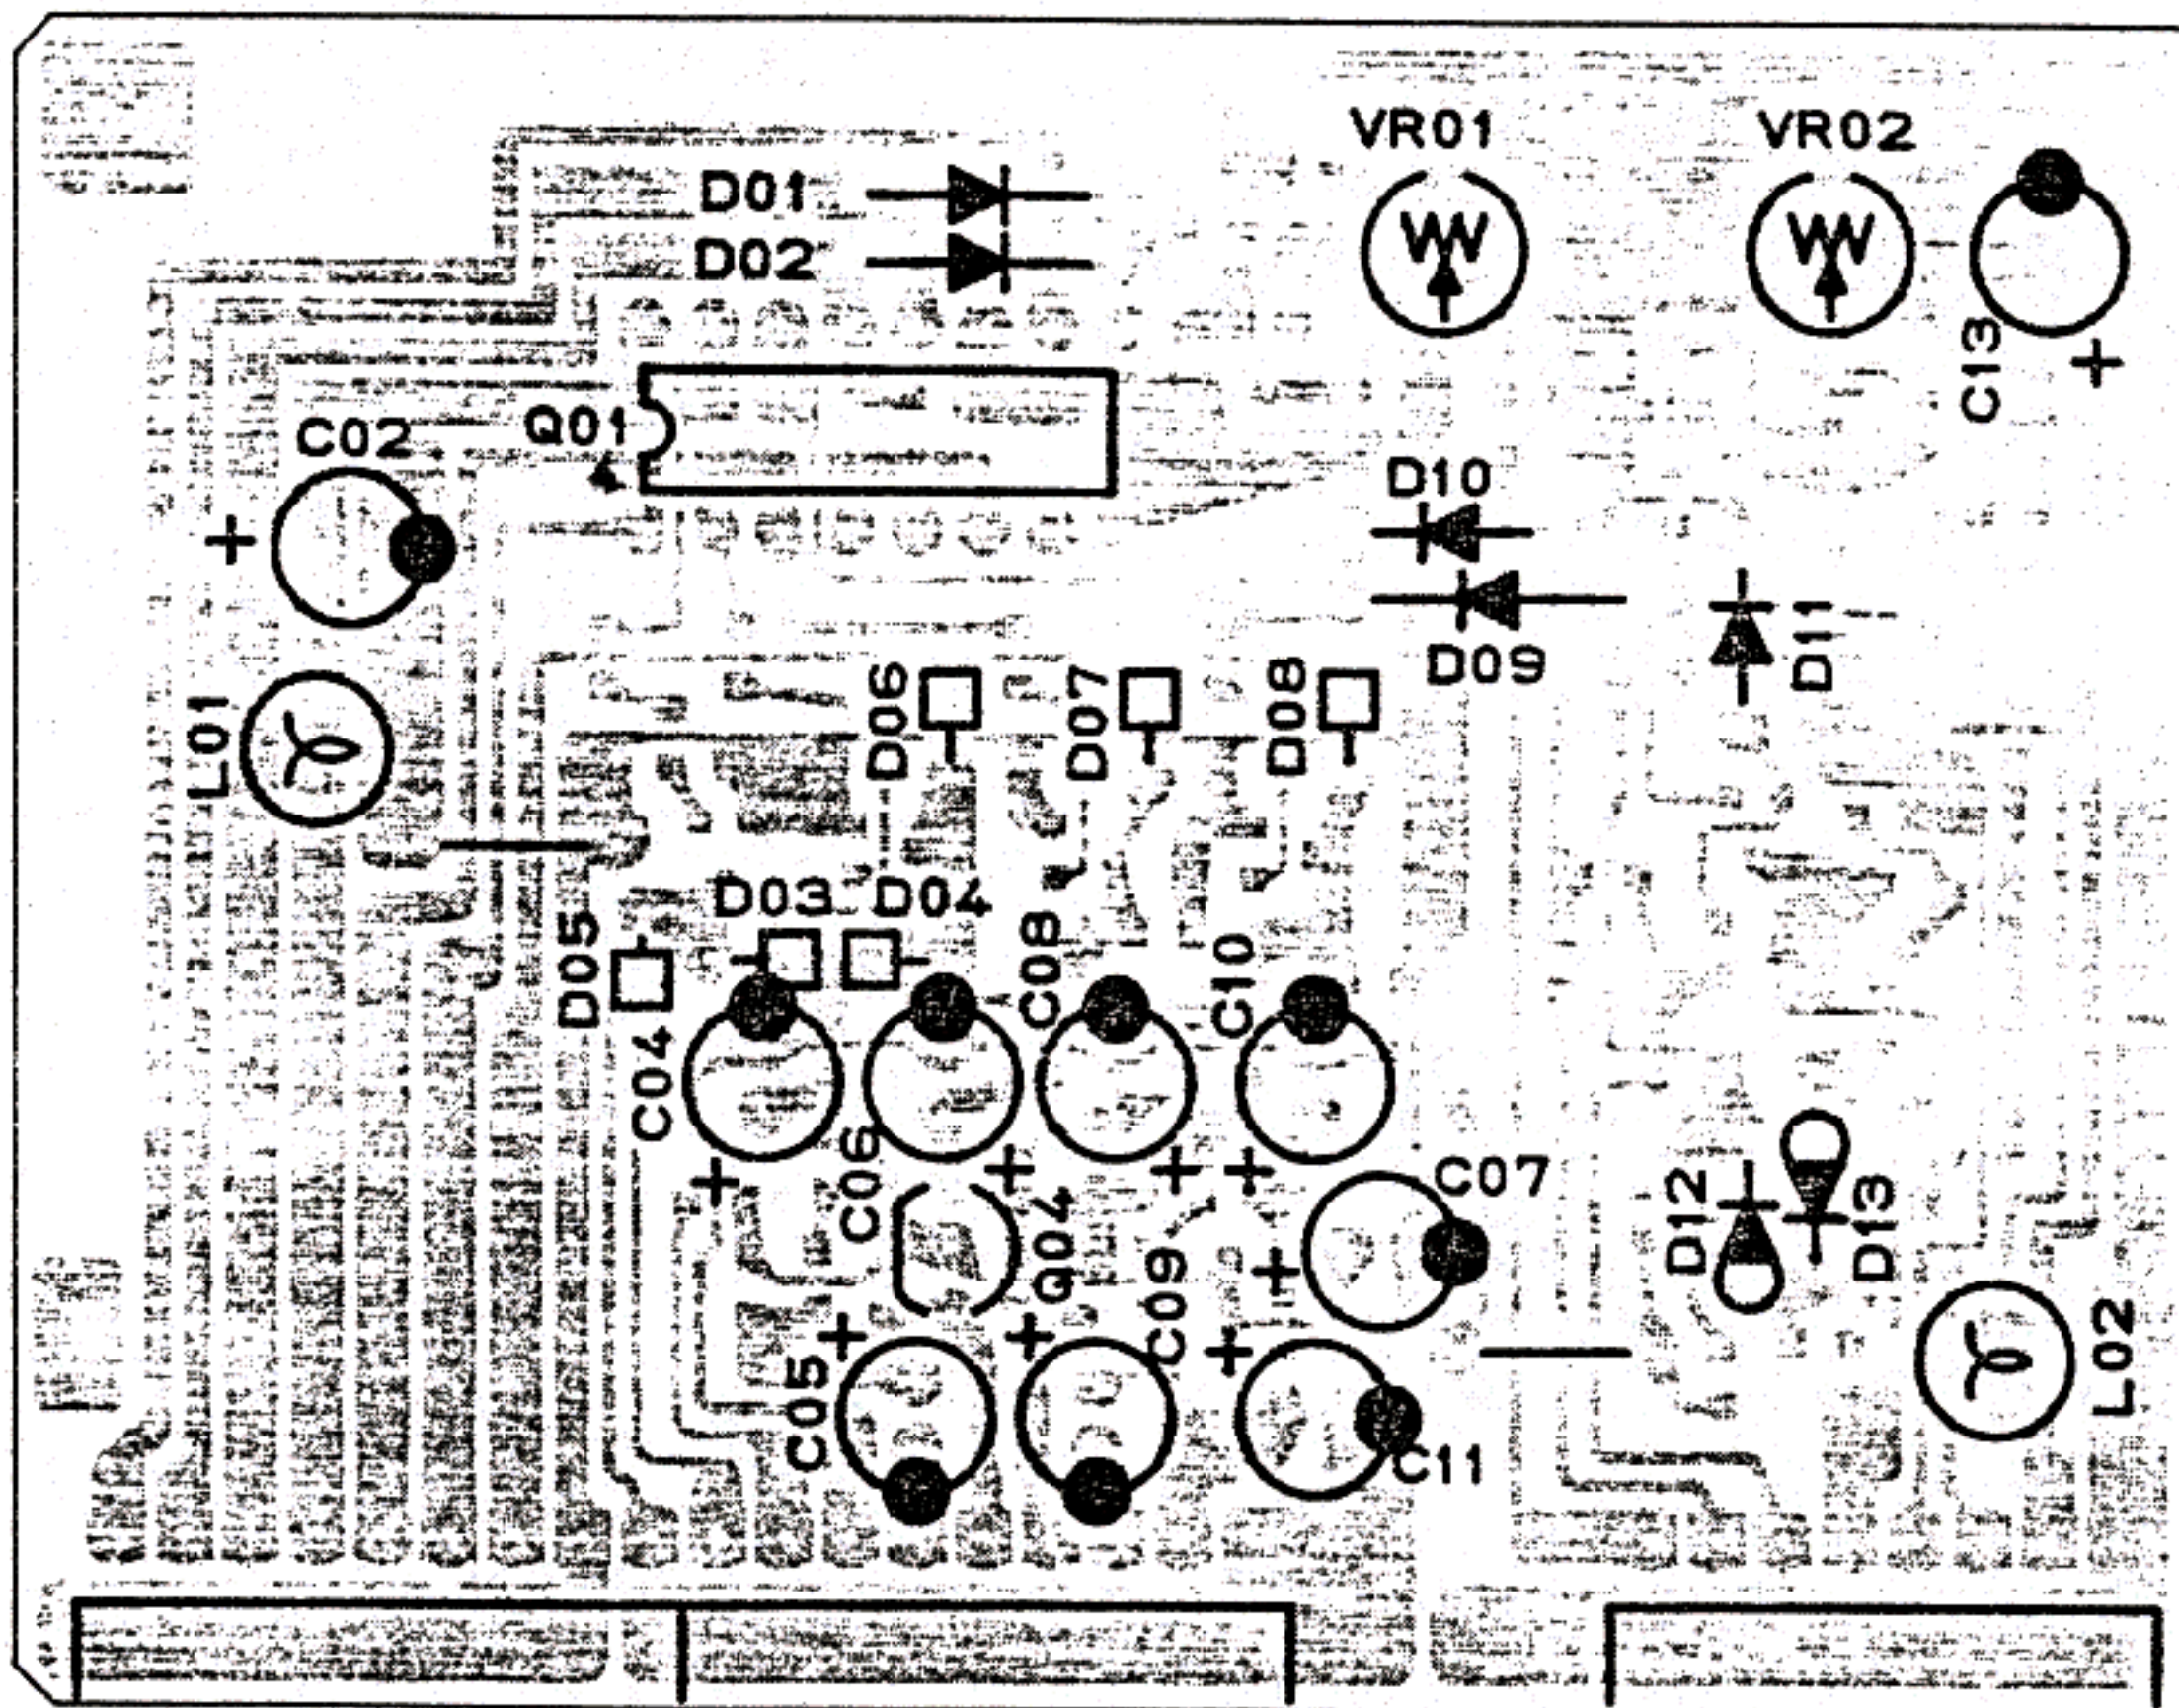 VR01 VR02
D01
D02
C13
+
C02
Q01
+
D10
D09
D11
D06 D07 D08
L01
D03 D04
D05
C08
C10
C04
+ + + +
C06
C07
Q04
+
D12
D13
C09
+ + +
C05
L02
C11